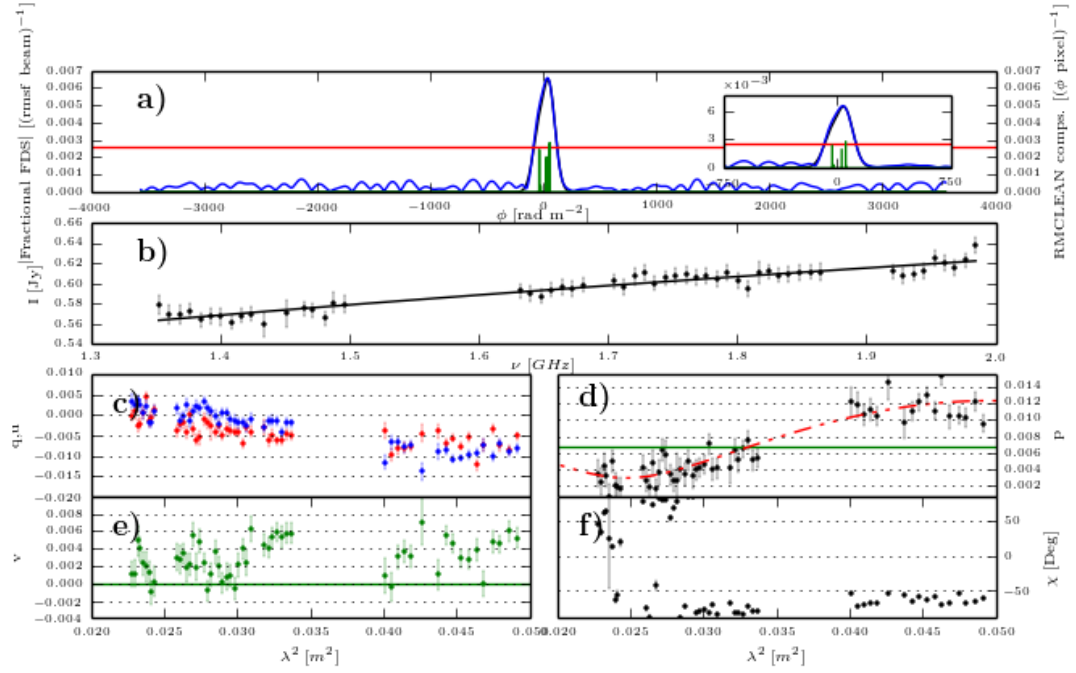 |Fractional FDS| [(rmsf beam)⁻¹]
0.007
0.006
0.005
0.004
0.003
0.002
0.001
0.000
a)
×10⁻³
6
3
0
−750
0
750
0.007
0.006
0.005
0.004
0.003
0.002
0.001
0.000
RMCLEAN comps. [(ϕ pixel)⁻¹]
−4000 −3000 −2000 −1000 0 1000 2000 3000 4000
ϕ [rad m⁻²]
I [Jy]
0.66
0.64
0.62
0.60
0.58
0.56
0.54
b)
1.3 1.4 1.5 1.6 1.7 1.8 1.9 2.0
ν [GHz]
q,u
0.010
0.005
0.000
−0.005
−0.010
−0.015
−0.020
c)
d)
0.014
0.012
0.010
0.008
0.006
0.004
0.002
p
v
0.008
0.006
0.004
0.002
0.000
−0.002
−0.004
e)
f)
50
0
−50
χ [Deg]
0.020 0.025 0.030 0.035 0.040 0.045 0.050
λ² [m²]
0.020 0.025 0.030 0.035 0.040 0.045 0.050
λ² [m²]